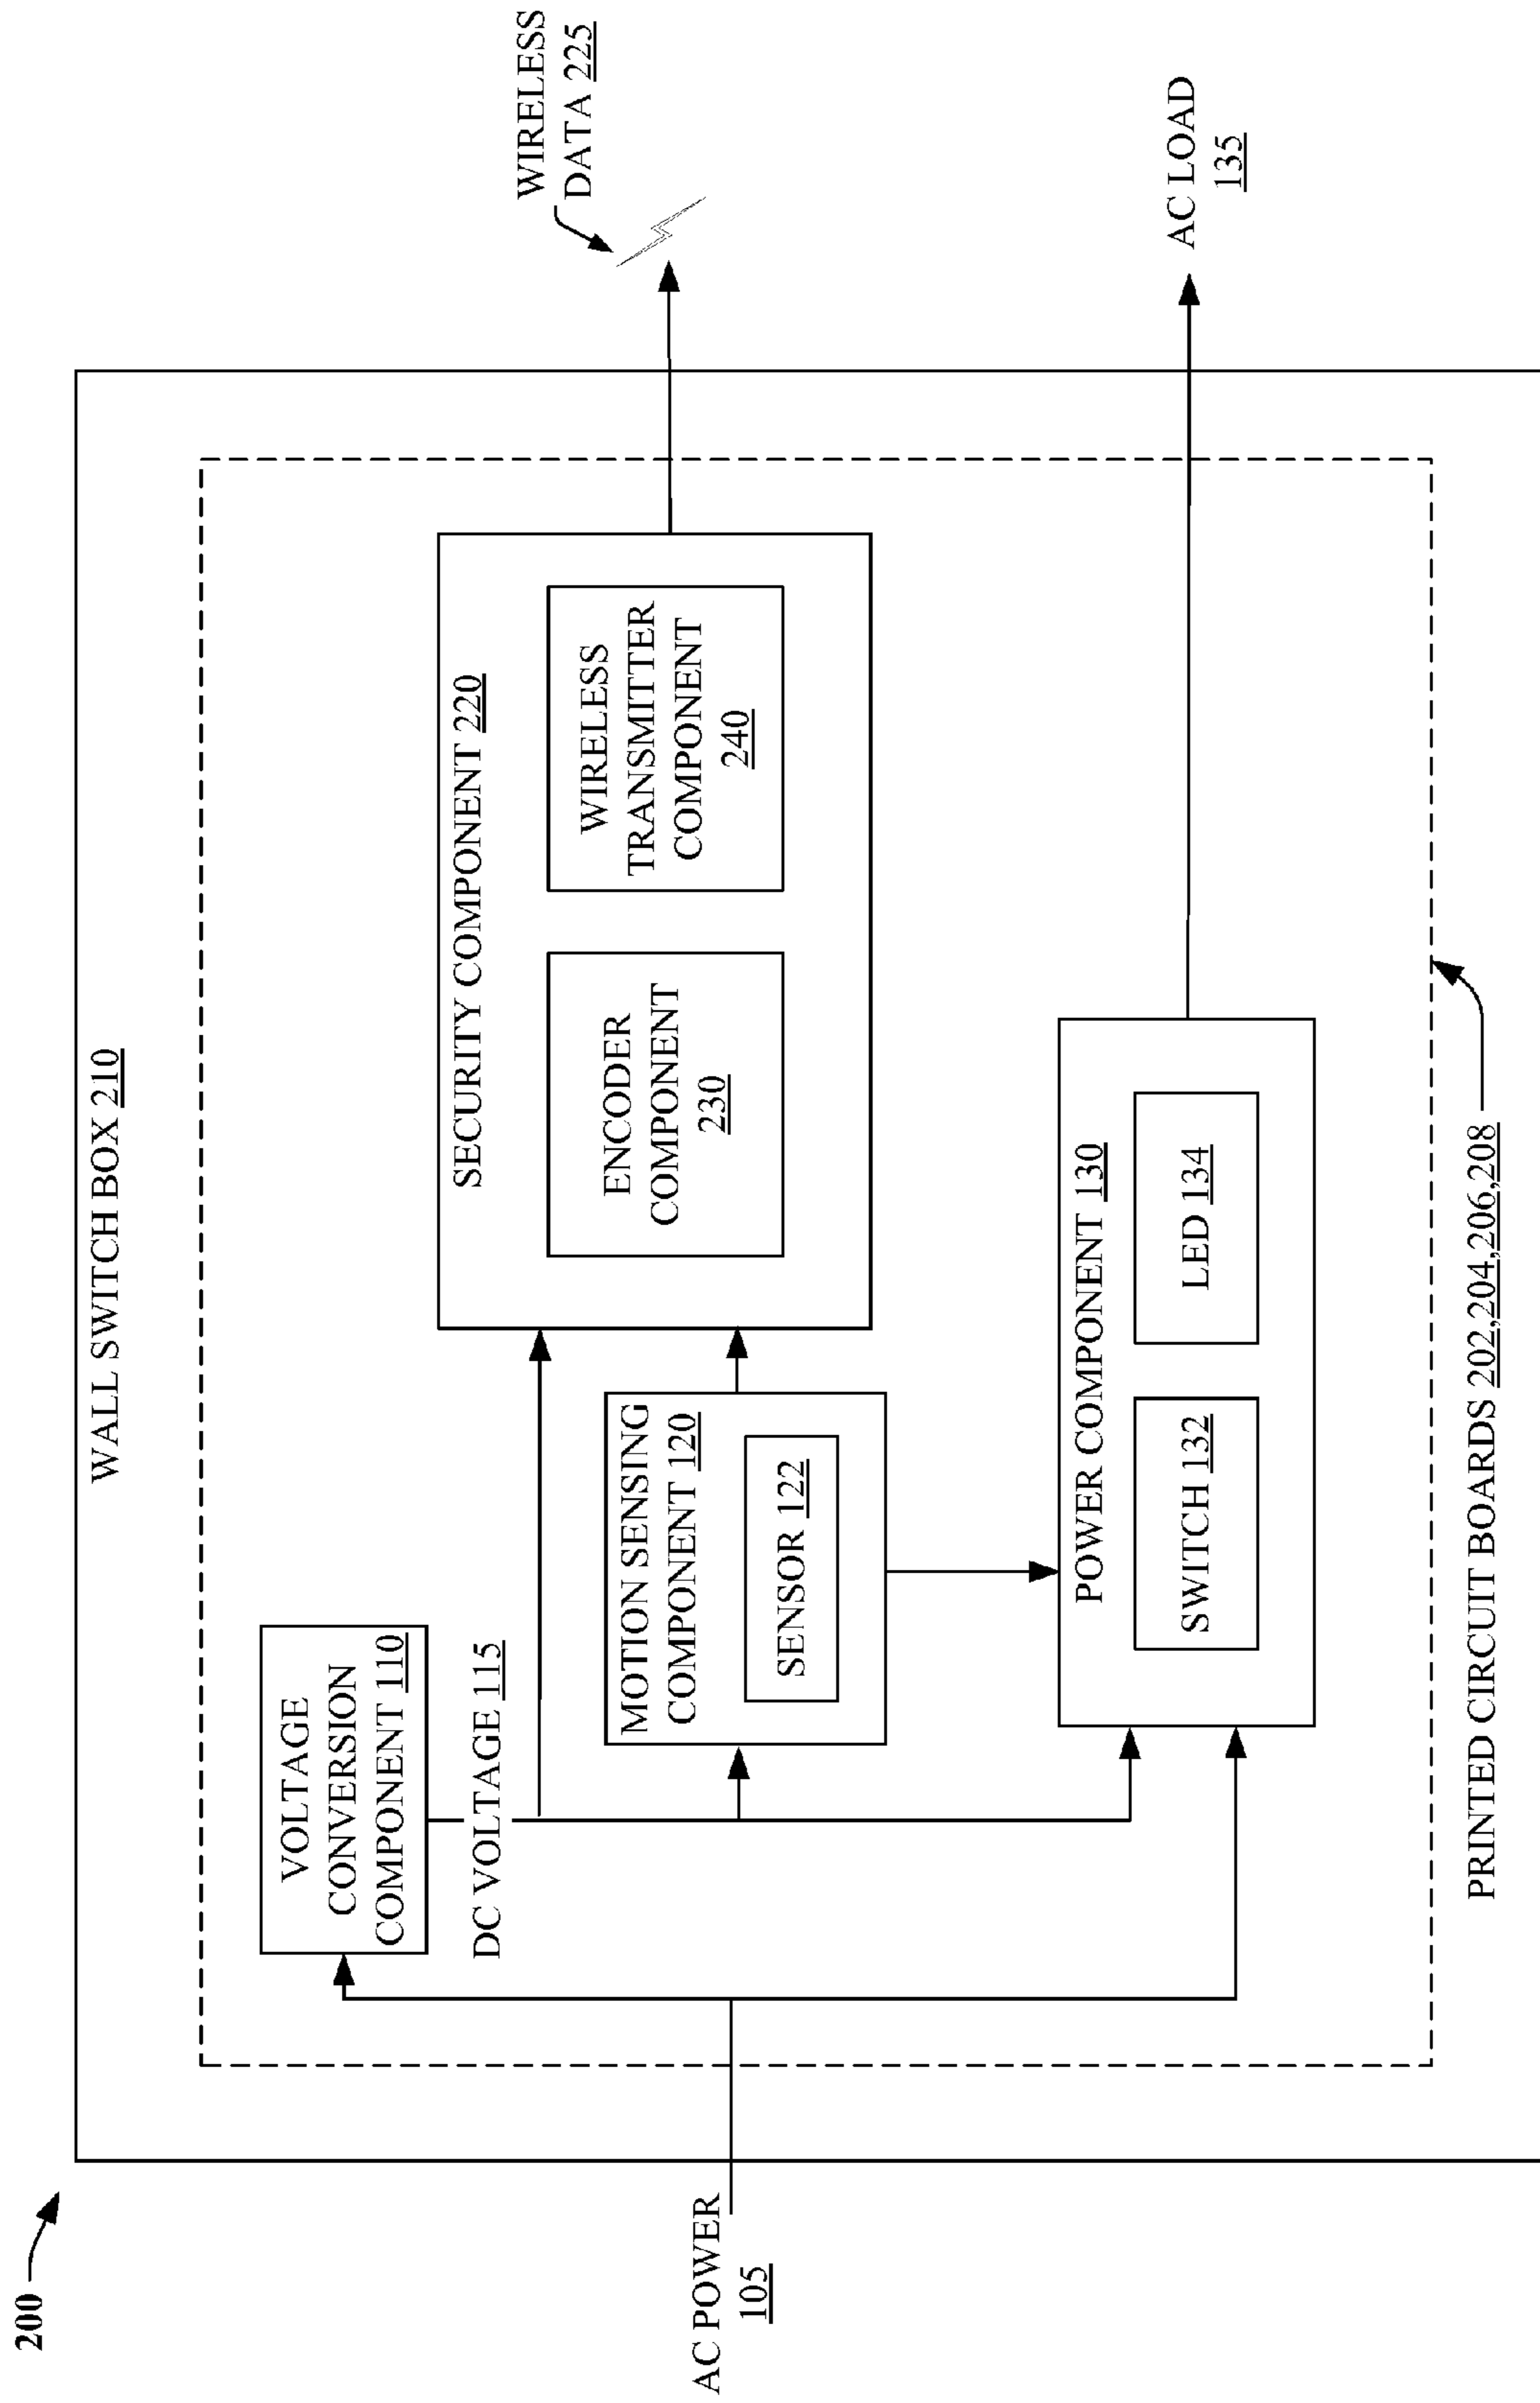 200
WALL SWITCH BOX 210
VOLTAGE
CONVERSION
COMPONENT 110
DC VOLTAGE 115
SECURITY COMPONENT 220
ENCODER
COMPONENT
230
WIRELESS
TRANSMITTER
COMPONENT
240
WIRELESS
DATA 225
MOTION SENSING
COMPONENT 120
SENSOR 122
AC POWER
105
POWER COMPONENT 130
SWITCH 132
LED 134
AC LOAD
135
PRINTED CIRCUIT BOARDS 202,204,206,208